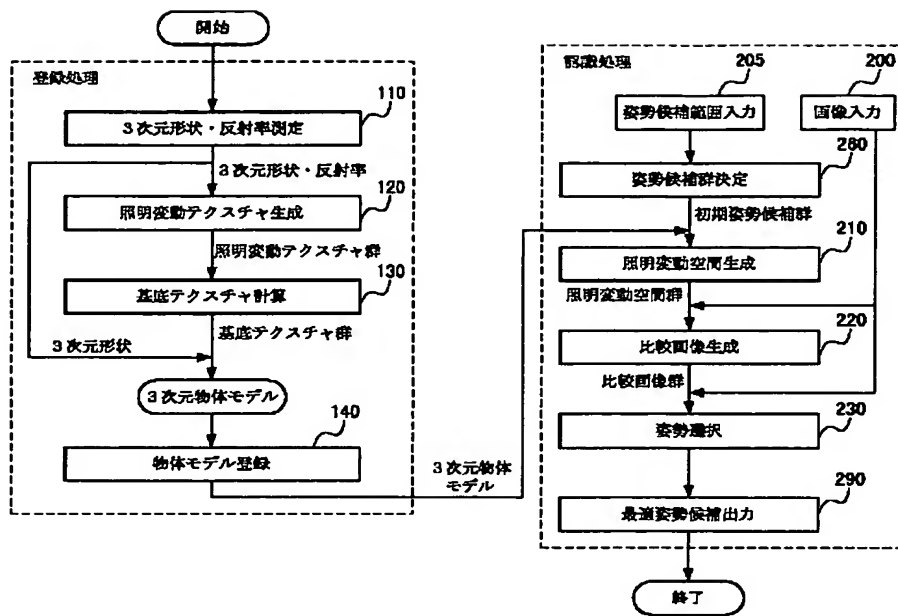 開始
登録処理
110
3次元形状・反射率測定
3次元形状・反射率
120
照明変動テクスチャ生成
照明変動テクスチャ群
130
基底テクスチャ計算
基底テクスチャ群
3次元形状
3次元物体モデル
140
物体モデル登録
3次元物体
モデル
認識処理
205
200
姿勢候補範囲入力
画像入力
280
姿勢候補群決定
初期姿勢候補群
210
照明変動空間生成
照明変動空間群
220
比較画像生成
比較画像群
230
姿勢選択
290
最適姿勢候補出力
終了